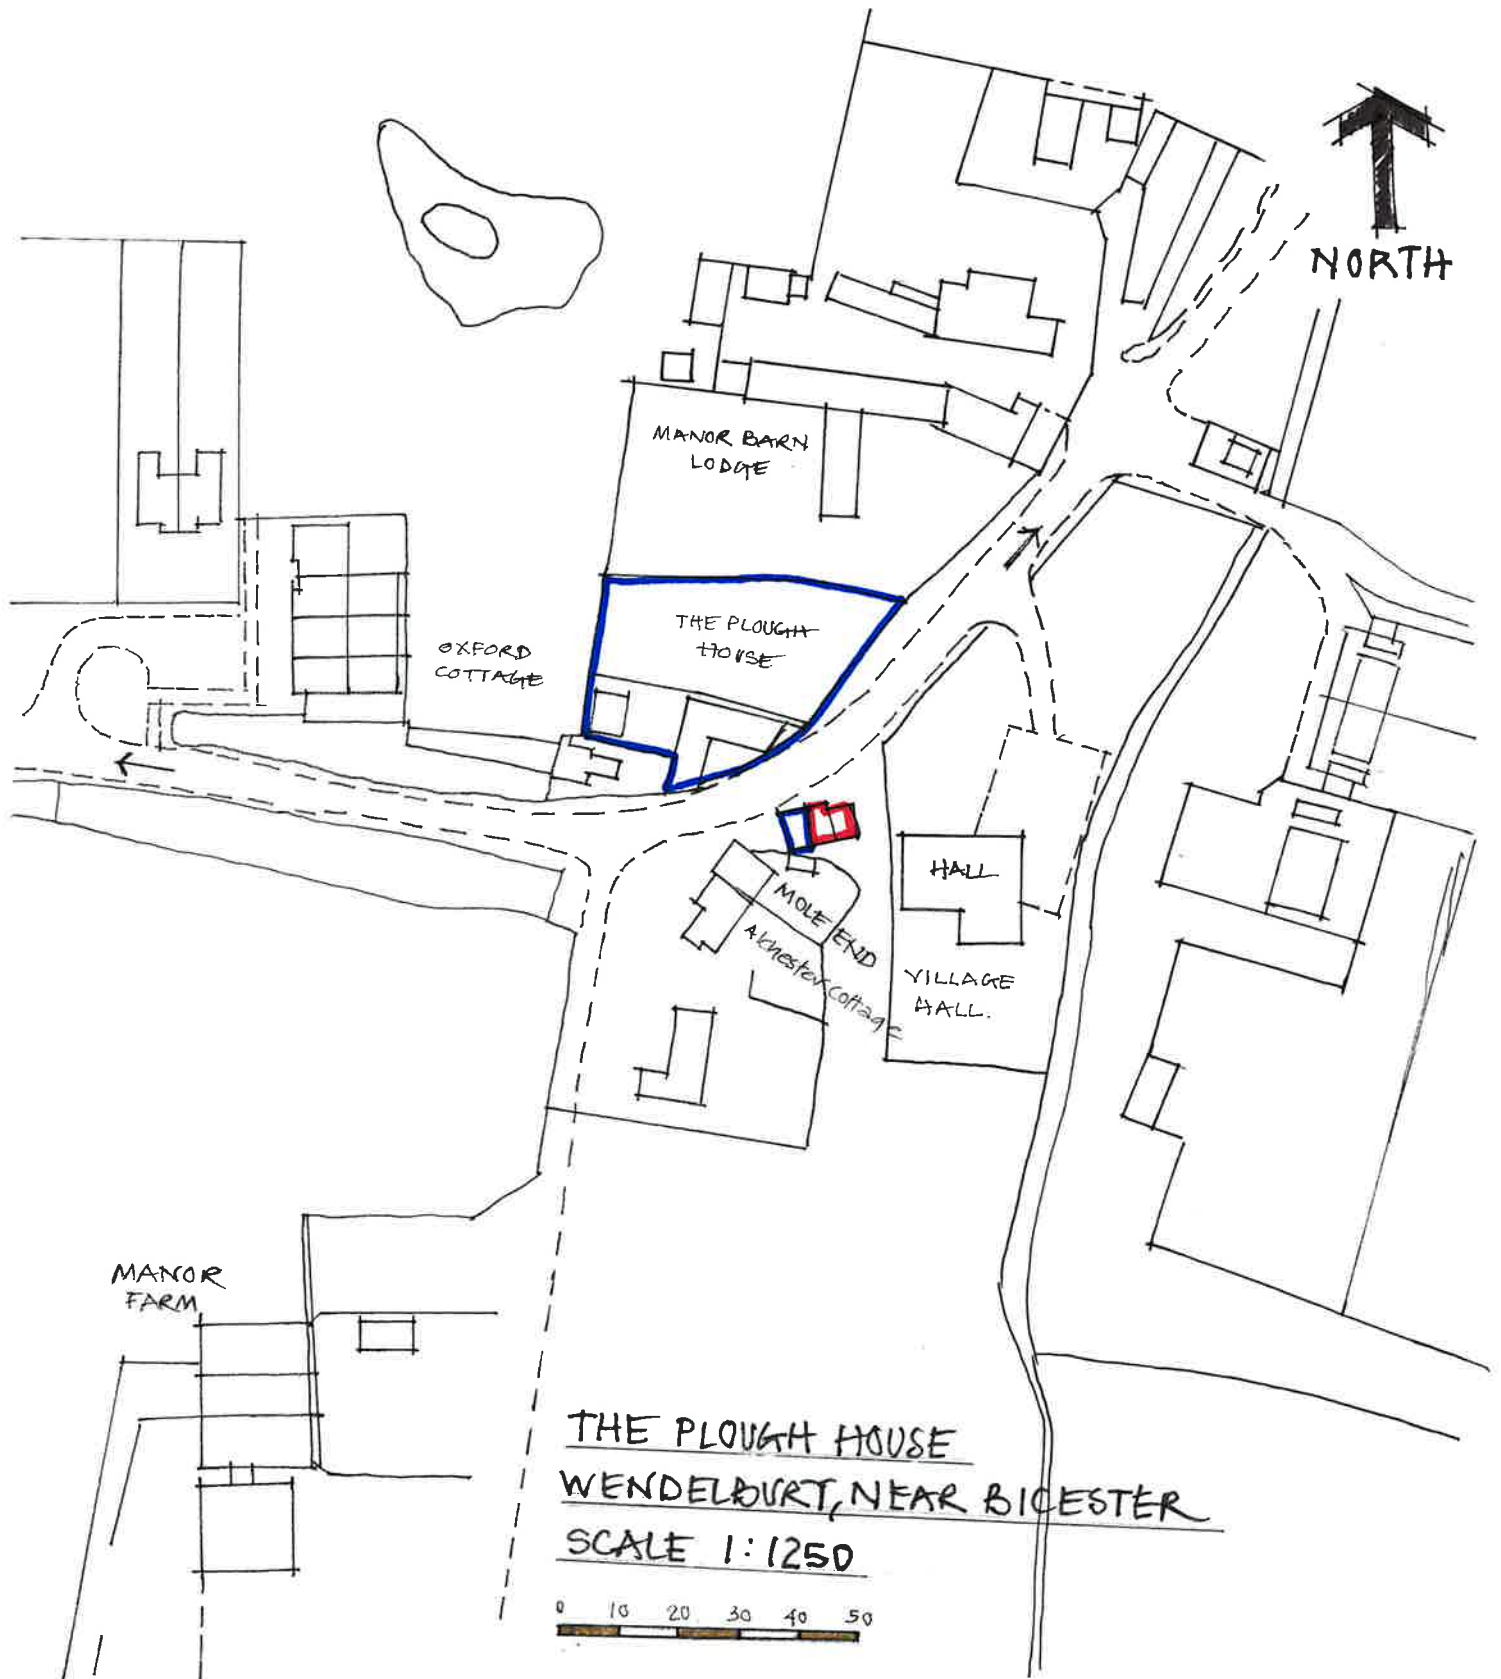 NORTH
MANOR BARN
LODGE
THE PLOUGH
HOUSE
OXFORD
COTTAGE
HALL
MOLE END
Alchester cottage
VILLAGE
HALL.
MANOR
FARM
THE PLOUGH HOUSE
WENDELBURY, NEAR BICESTER
SCALE 1:1250
0 10 20 30 40 50